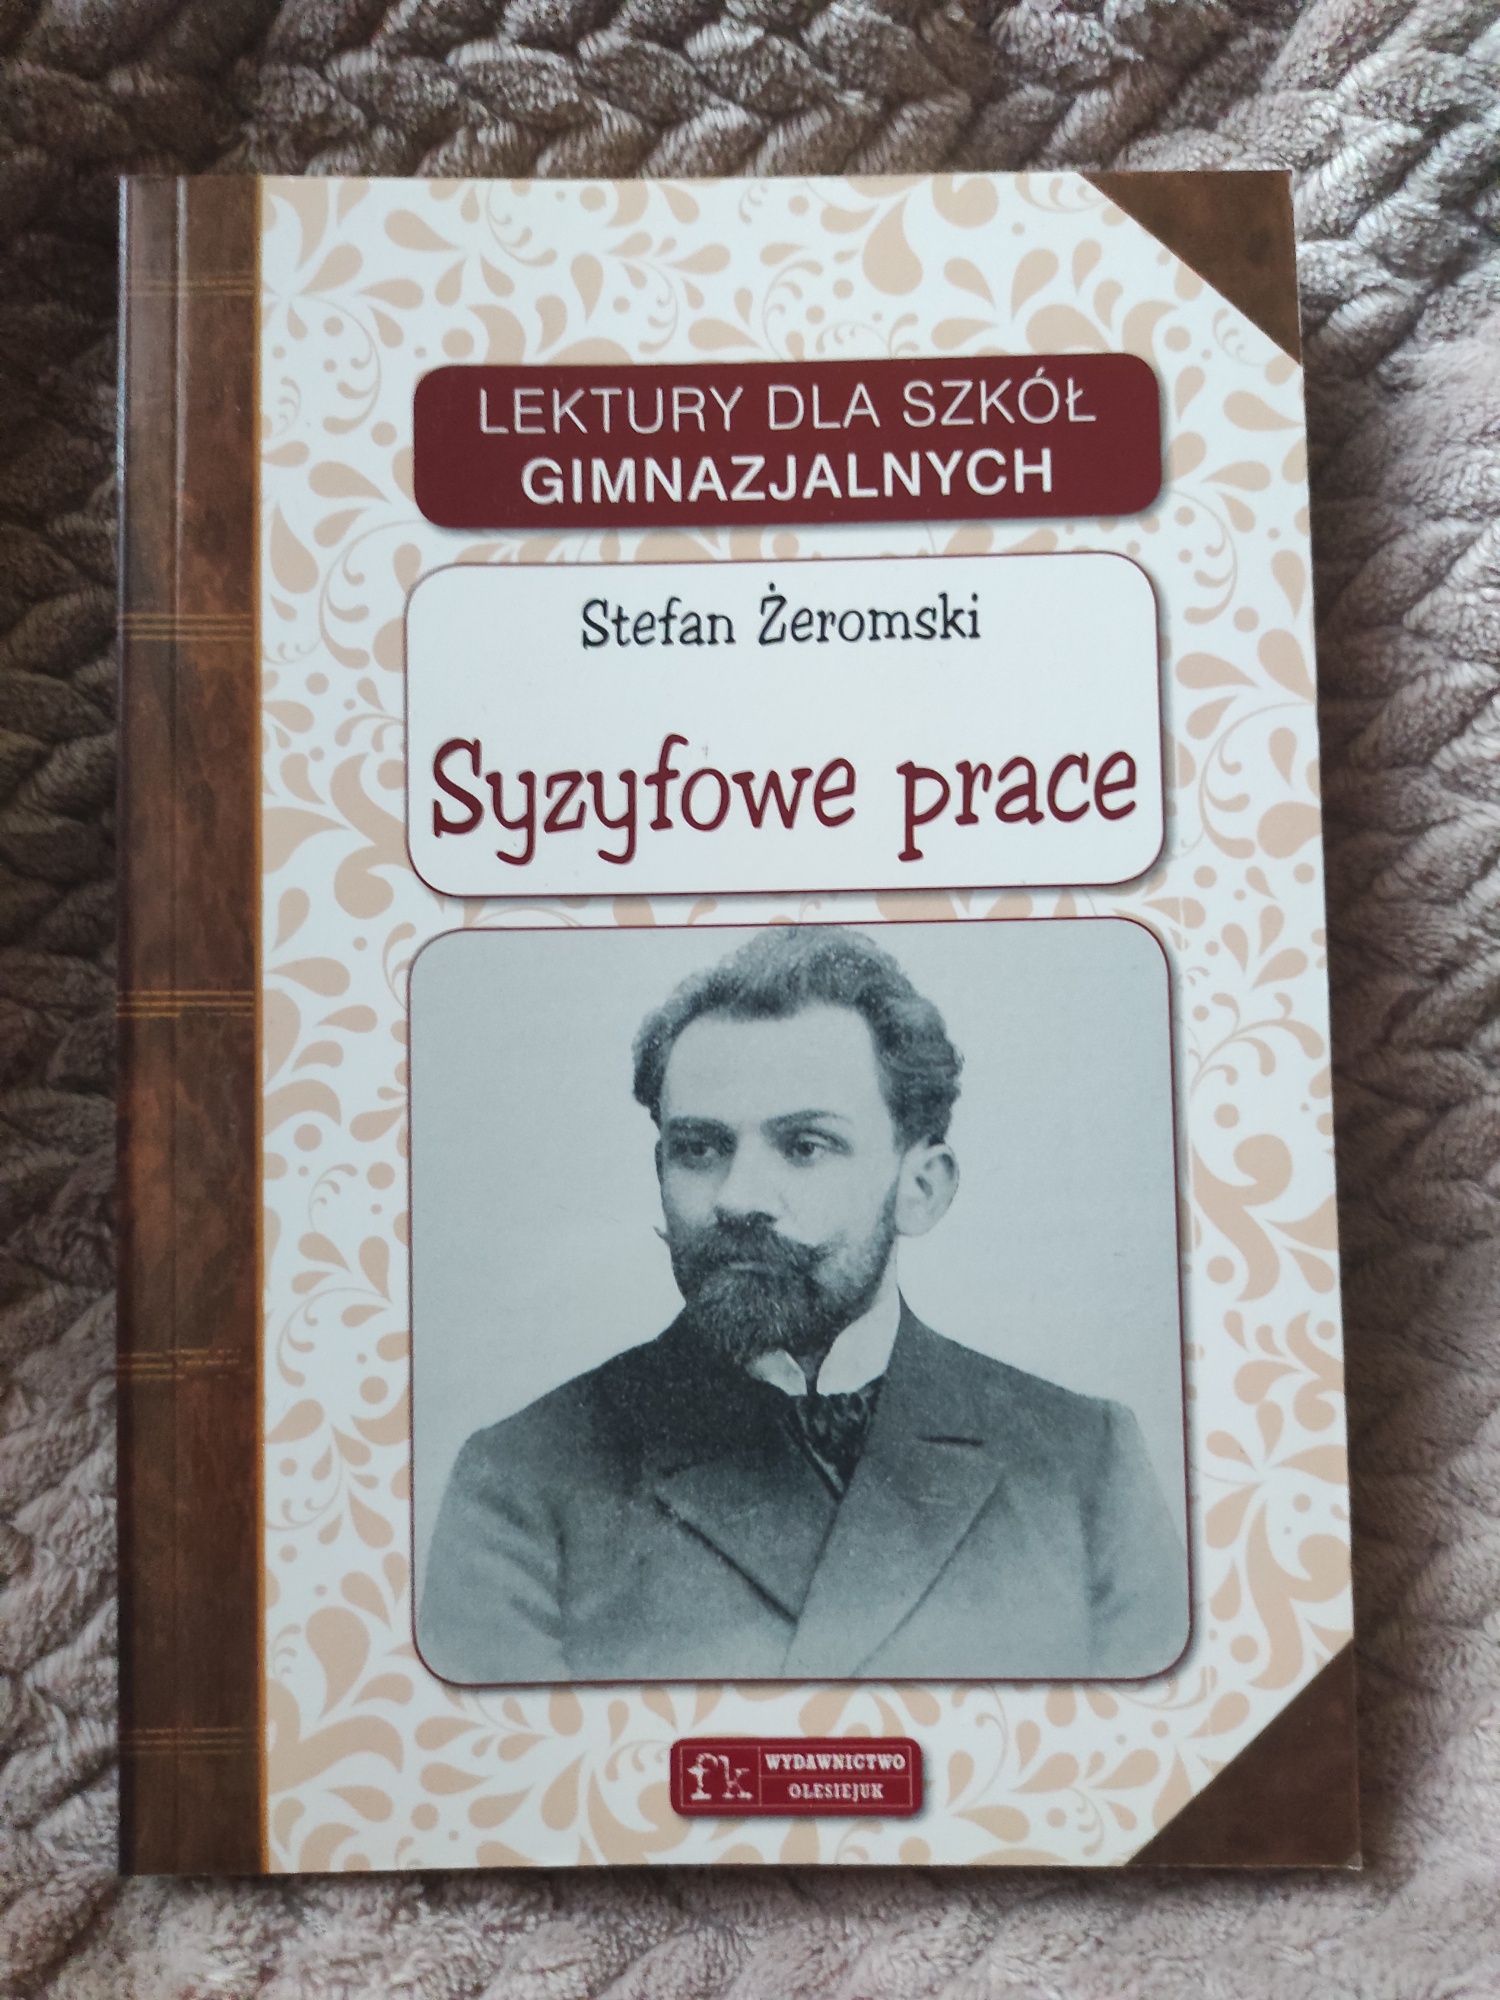 LEKTURY DLA SZKÓŁ
GIMNAZJALNYCH
Stefan Żeromski
Syzyfowe prace
fk
WYDAWNICTWO
OLESIEJUK